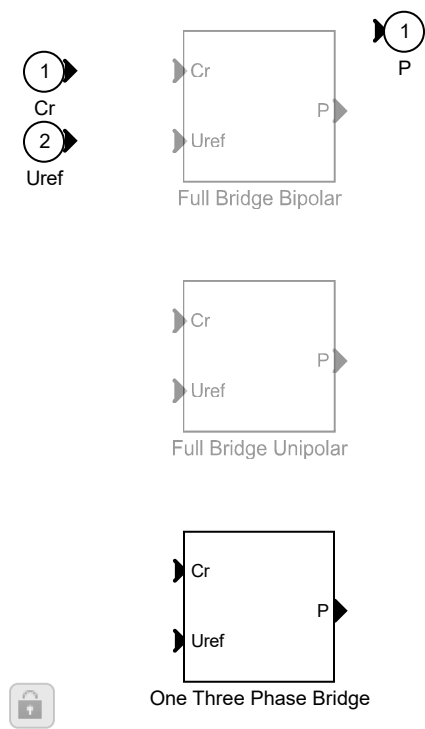 1
P
1
Cr
2
Uref
Cr
P
Uref
Full Bridge Bipolar
Cr
P
Uref
Full Bridge Unipolar
Cr
P
Uref
One Three Phase Bridge